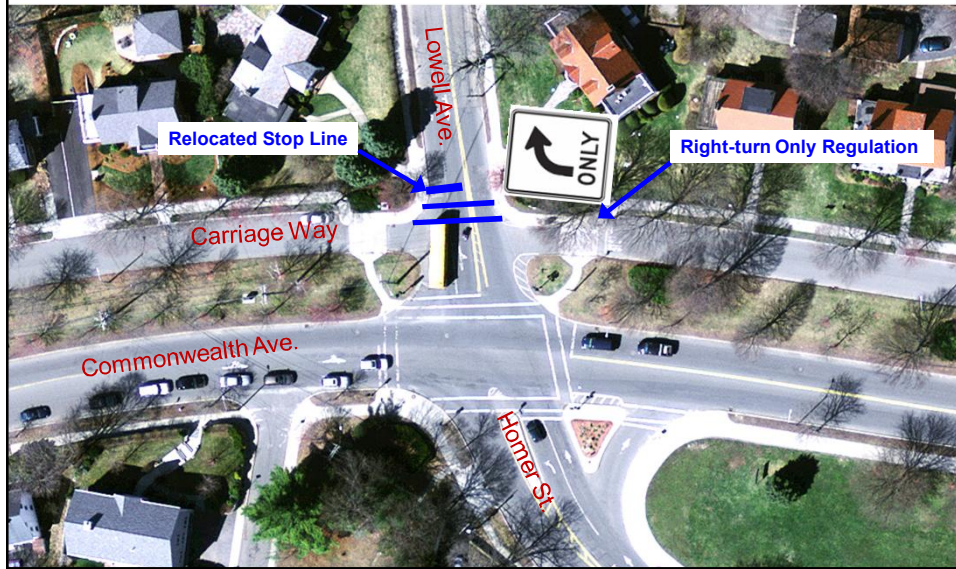 Lowell Ave.
Relocated Stop Line
ONLY
Right-turn Only Regulation
Carriage Way
Commonwealth Ave.
Homer St.